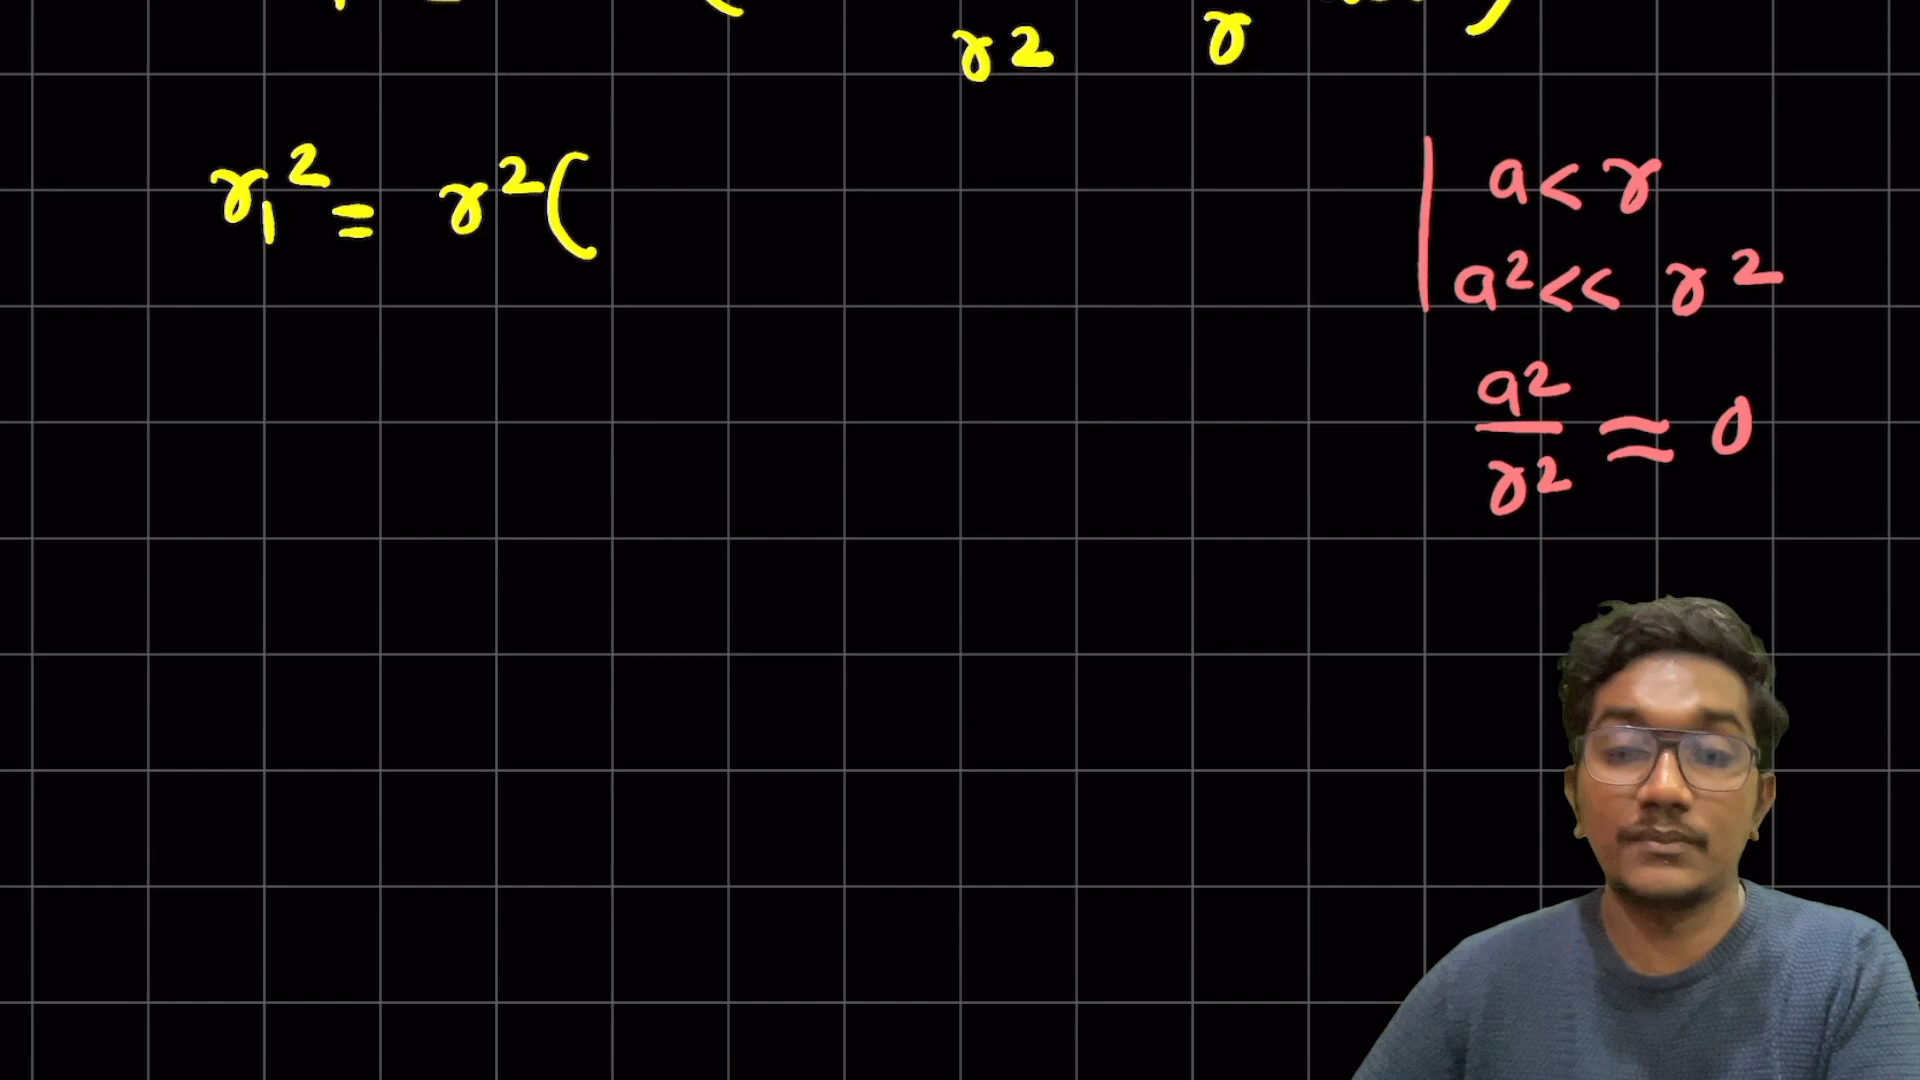 r2 r
r₁² = r²(
a < r
a² << r²
a²
r² ≈ 0